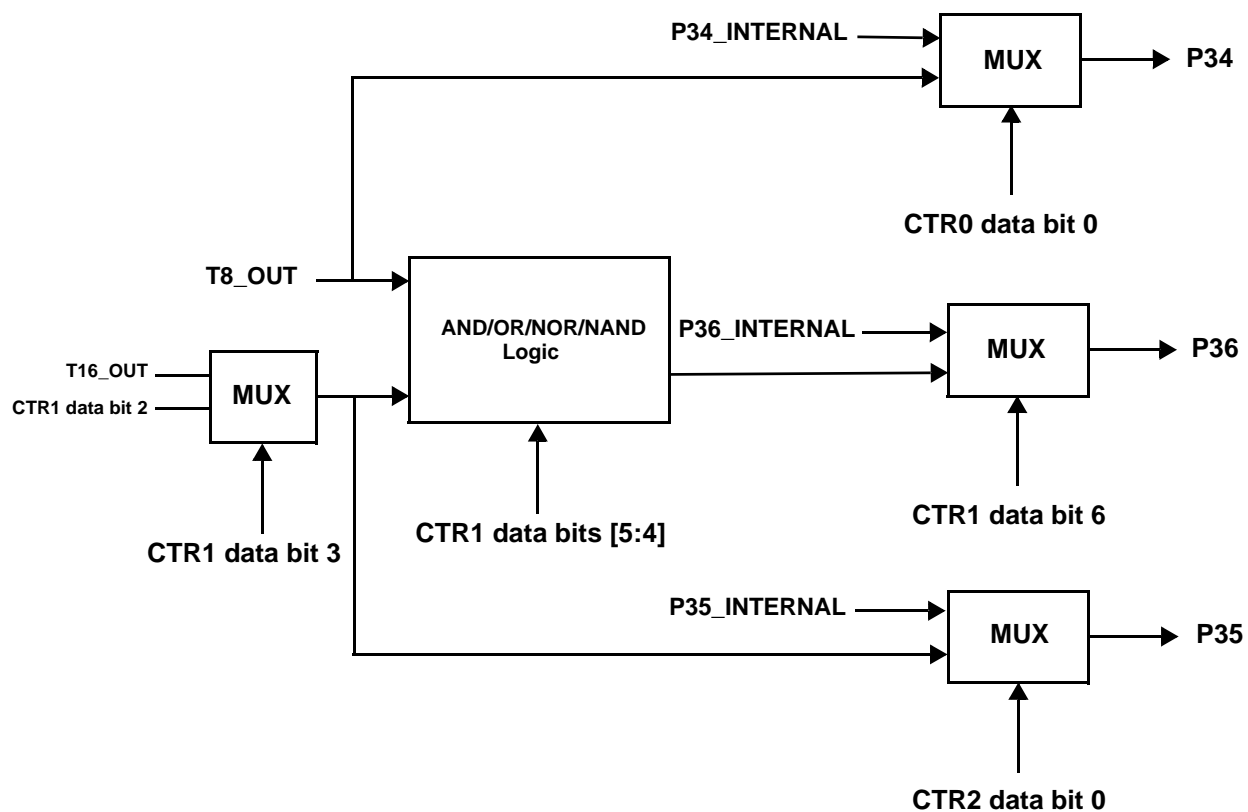 P34_INTERNAL
MUX
P34
CTR0 data bit 0
T8_OUT
AND/OR/NOR/NAND
Logic
P36_INTERNAL
MUX
P36
T16_OUT
CTR1 data bit 2
MUX
CTR1 data bit 3
CTR1 data bits [5:4]
CTR1 data bit 6
P35_INTERNAL
MUX
P35
CTR2 data bit 0